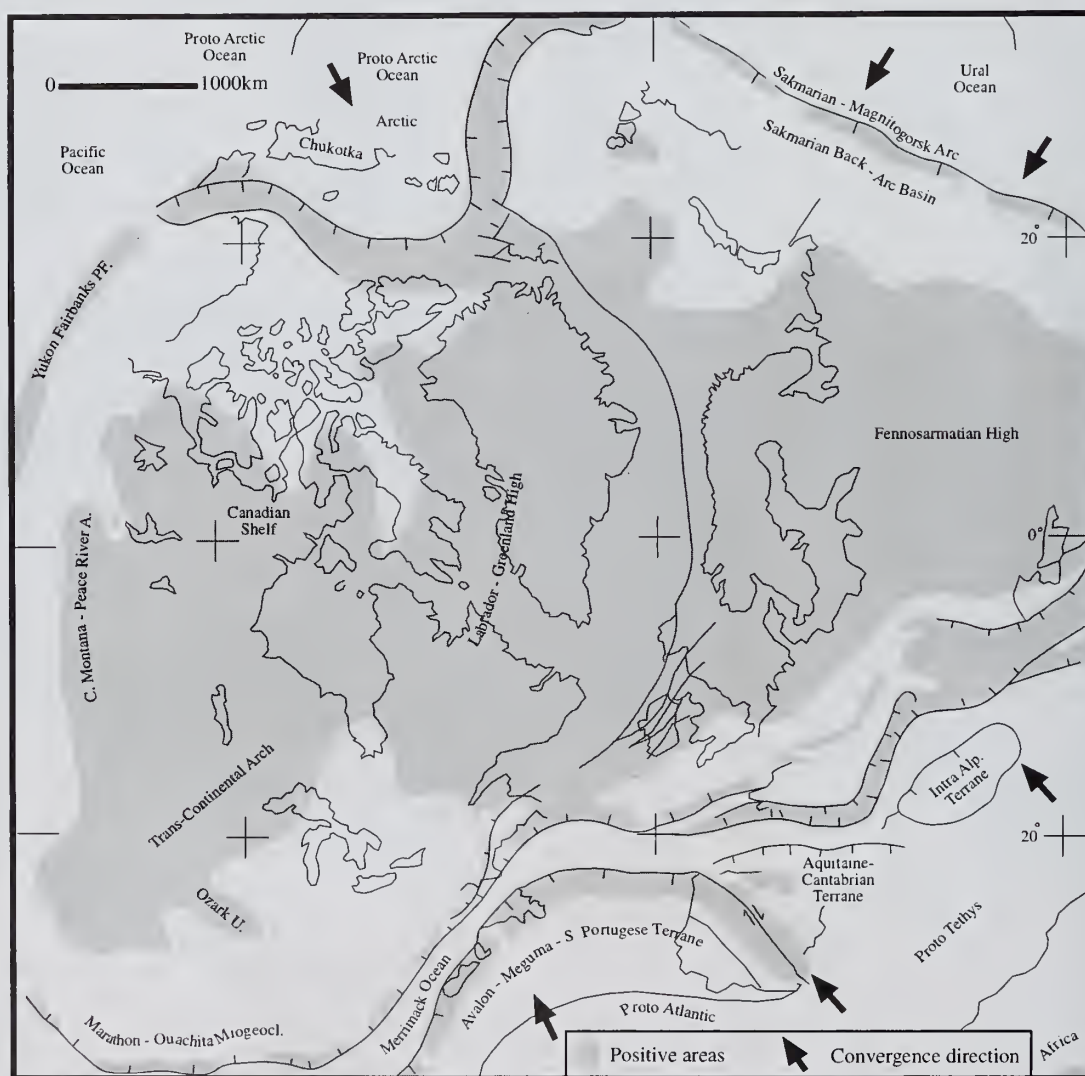 Proto Arctic
Ocean
0 1000km
Proto Arctic
Ocean
Arctic
Chukotka
Pacific
Ocean
Sakmarian - Magnitogorsk Arc
Ural
Ocean
Sakmarian Back - Arc Basin
20°
Yukon Fairbanks PF.
Fennosarmatian High
Canadian
Shelf
Labrador - Greenland High
0°
C. Montana - Peace River A.
Trans-Continental Arch
Intra Alp.
Terrane
20°
Ozark U.
Aquitaine-
Cantabrian
Terrane
Proto Tethys
Avalon - Meguma - S Portugese Terrane
Merrimack Ocean
Marathon - Ouachita Miogeocl.
Proto Atlantic
Africa
Positive areas
Convergence direction